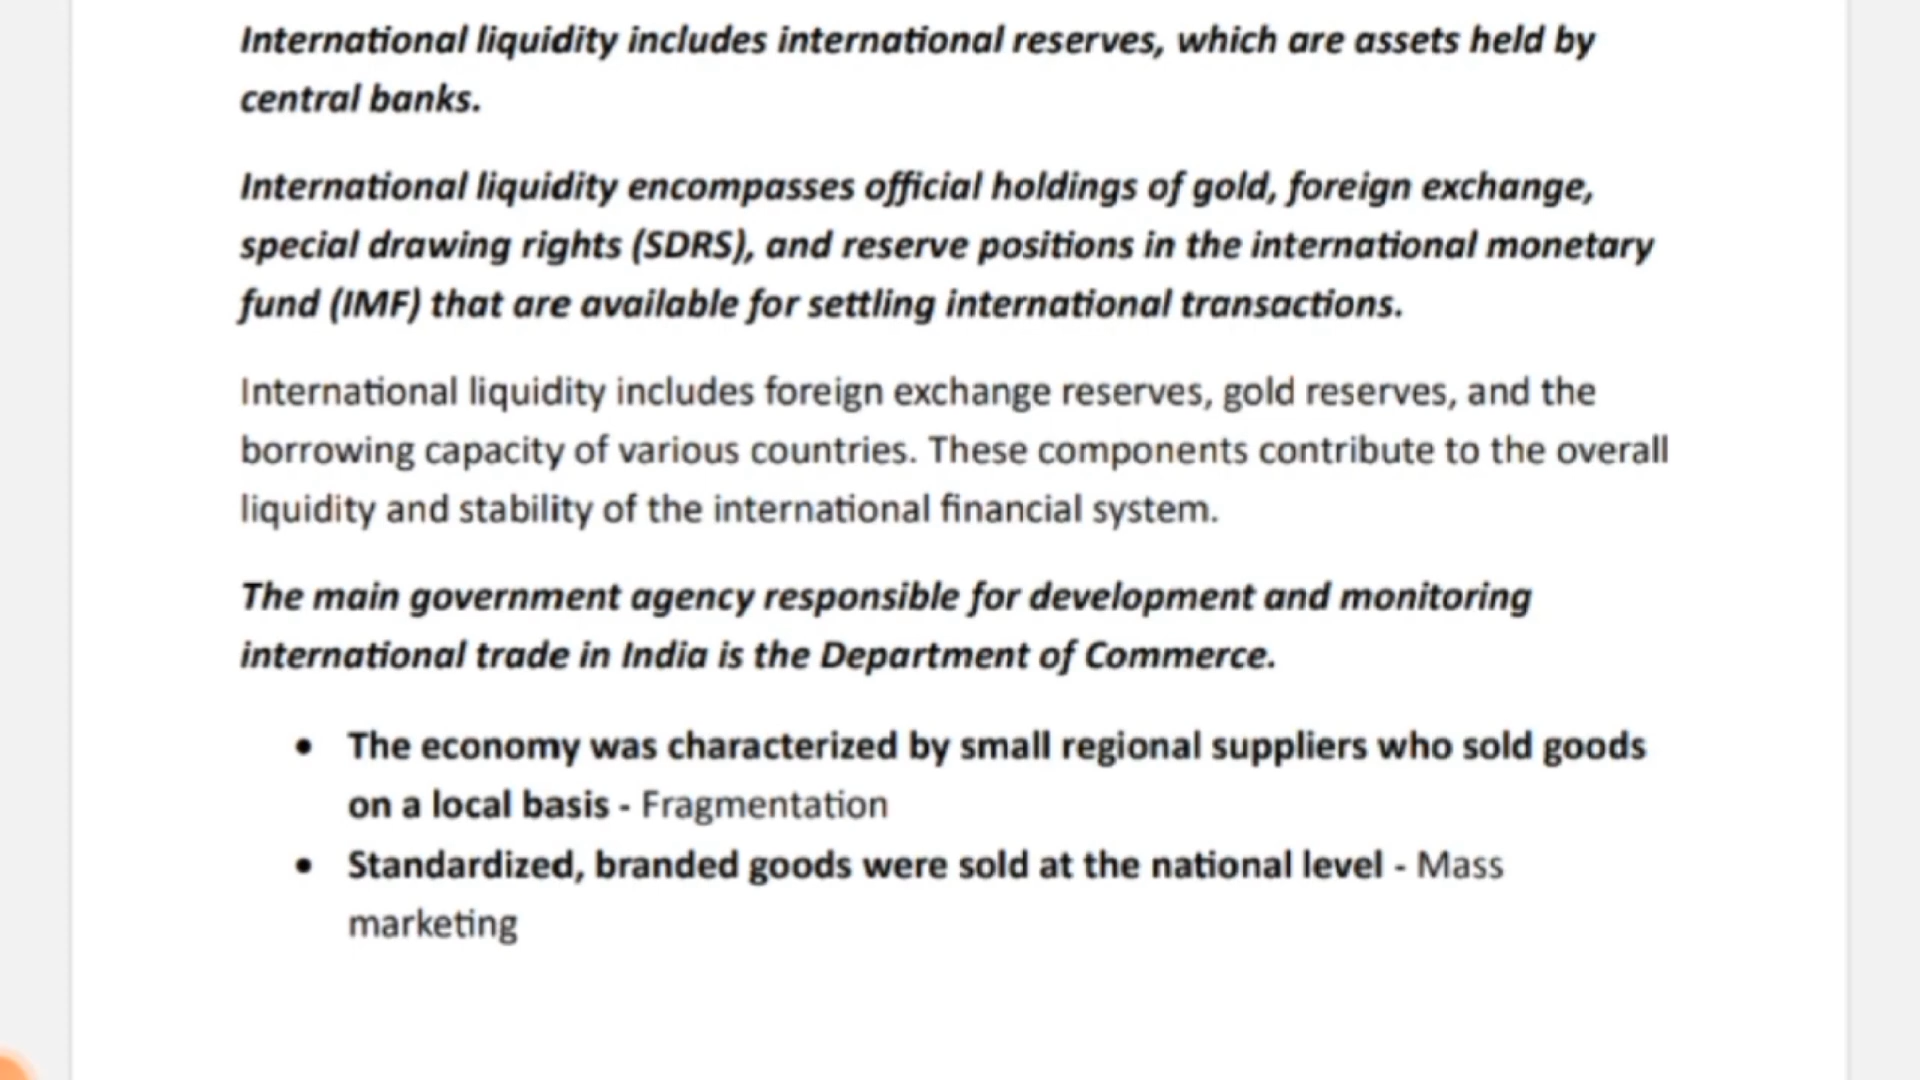 International liquidity includes international reserves, which are assets held by
central banks.
International liquidity encompasses official holdings of gold, foreign exchange,
special drawing rights (SDRS), and reserve positions in the international monetary
fund (IMF) that are available for settling international transactions.
International liquidity includes foreign exchange reserves, gold reserves, and the
borrowing capacity of various countries. These components contribute to the overall
liquidity and stability of the international financial system.
The main government agency responsible for development and monitoring
international trade in India is the Department of Commerce.
• The economy was characterized by small regional suppliers who sold goods
on a local basis - Fragmentation
• Standardized, branded goods were sold at the national level - Mass
marketing